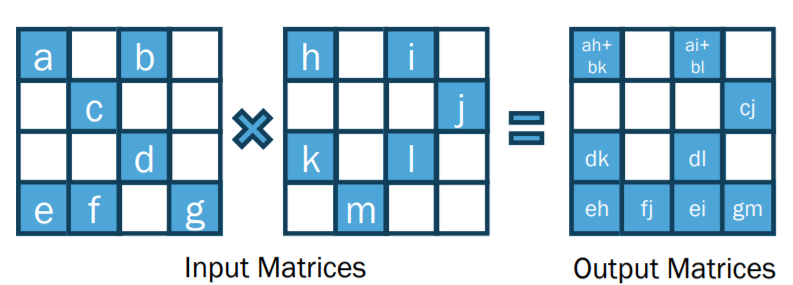 a b h i ah+ ai+
bk bl
c j cj
d k l dk dl
e f g m eh fj ei gm
Input Matrices Output Matrices